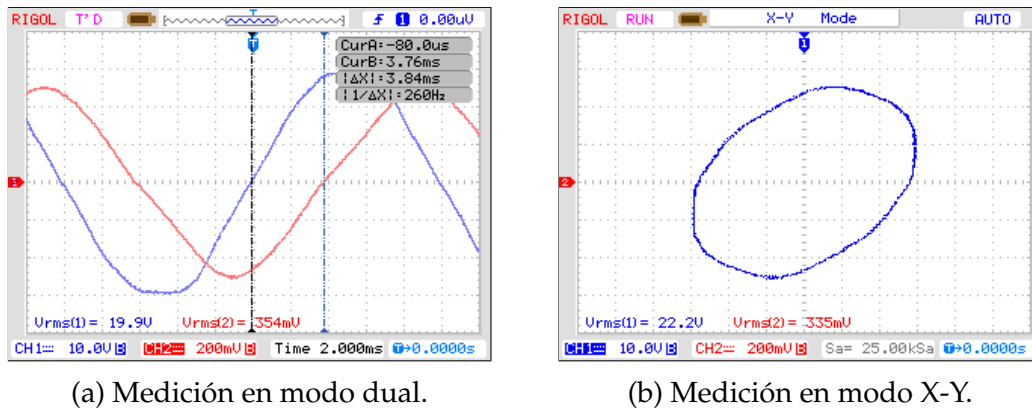 RIGOL T'D T f 1 0.00uV
T
CurA:-80.0us
CurB:3.76ms
|ΔX|:3.84ms
|1/ΔX|:260Hz
1
Vrms(1)= 19.9V Vrms(2)= 354mV
CH1 10.0V B CH2 200mV B Time 2.000ms T→0.0000s
(a) Medición en modo dual.
RIGOL RUN X-Y Mode AUTO
1
2
Vrms(1)= 22.2V Vrms(2)= 335mV
CH1 10.0V B CH2 200mV B Sa= 25.00kSa T→0.0000s
(b) Medición en modo X-Y.